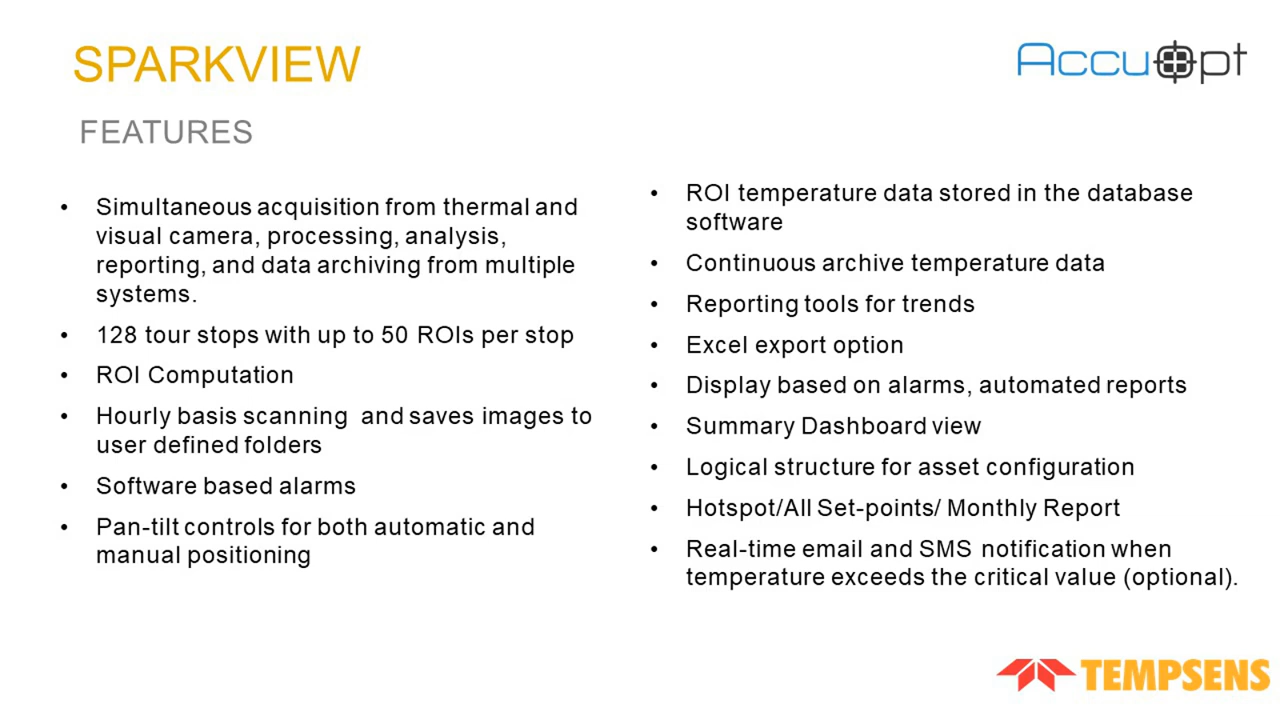 SPARKVIEW
AccuOpt
FEATURES
• Simultaneous acquisition from thermal and
visual camera, processing, analysis,
reporting, and data archiving from multiple
systems.
• 128 tour stops with up to 50 ROIs per stop
• ROI Computation
• Hourly basis scanning and saves images to
user defined folders
• Software based alarms
• Pan-tilt controls for both automatic and
manual positioning
• ROI temperature data stored in the database
software
• Continuous archive temperature data
• Reporting tools for trends
• Excel export option
• Display based on alarms, automated reports
• Summary Dashboard view
• Logical structure for asset configuration
• Hotspot/All Set-points/ Monthly Report
• Real-time email and SMS notification when
temperature exceeds the critical value (optional).
TEMPSENS